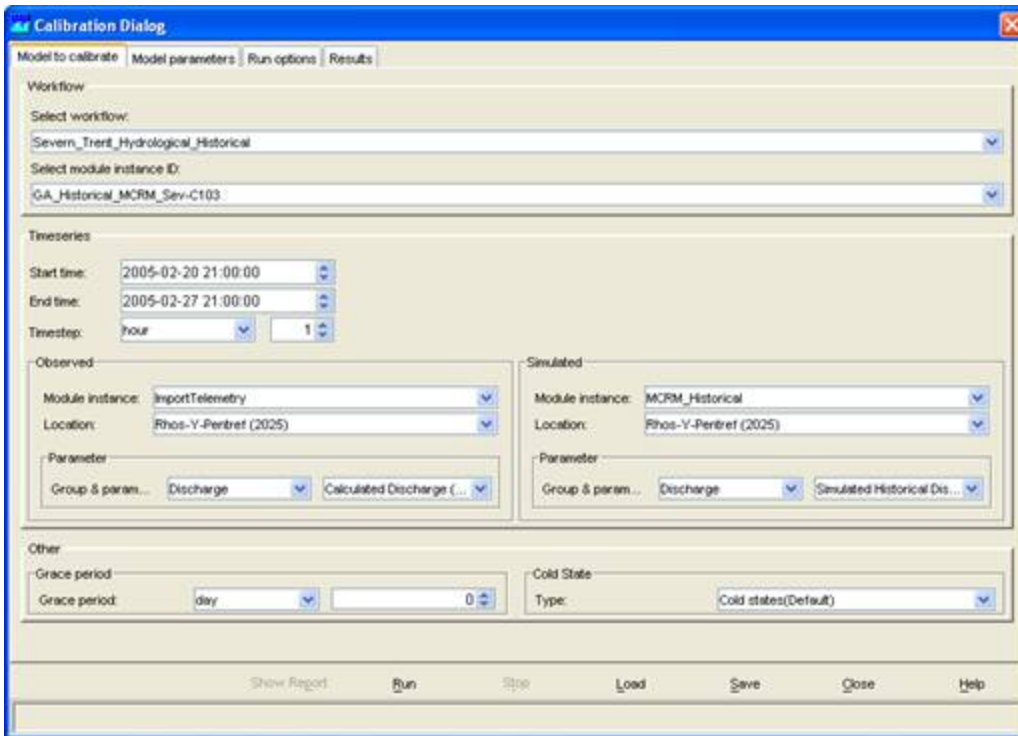 Calibration Dialog
Model to calibrate Model parameters Run options Results
Workflow
Select workflow:
Severn_Trent_Hydrological_Historical
Select module instance ID:
GA_Historical_MCRM_Sev-C103
Timeseries
Start time: 2005-02-20 21:00:00
End time: 2005-02-27 21:00:00
Timestep: hour 1
Observed
Module instance: ImportTelemetry
Location: Rhos-Y-Pentref (2025)
Parameter
Group & param... Discharge Calculated Discharge (...
Simulated
Module instance: MCRM_Historical
Location: Rhos-Y-Pentref (2025)
Parameter
Group & param... Discharge Simulated Historical Dis...
Other
Grace period
Grace period: day 0
Cold State
Type: Cold states(Default)
Show Report Run Stop Load Save Close Help